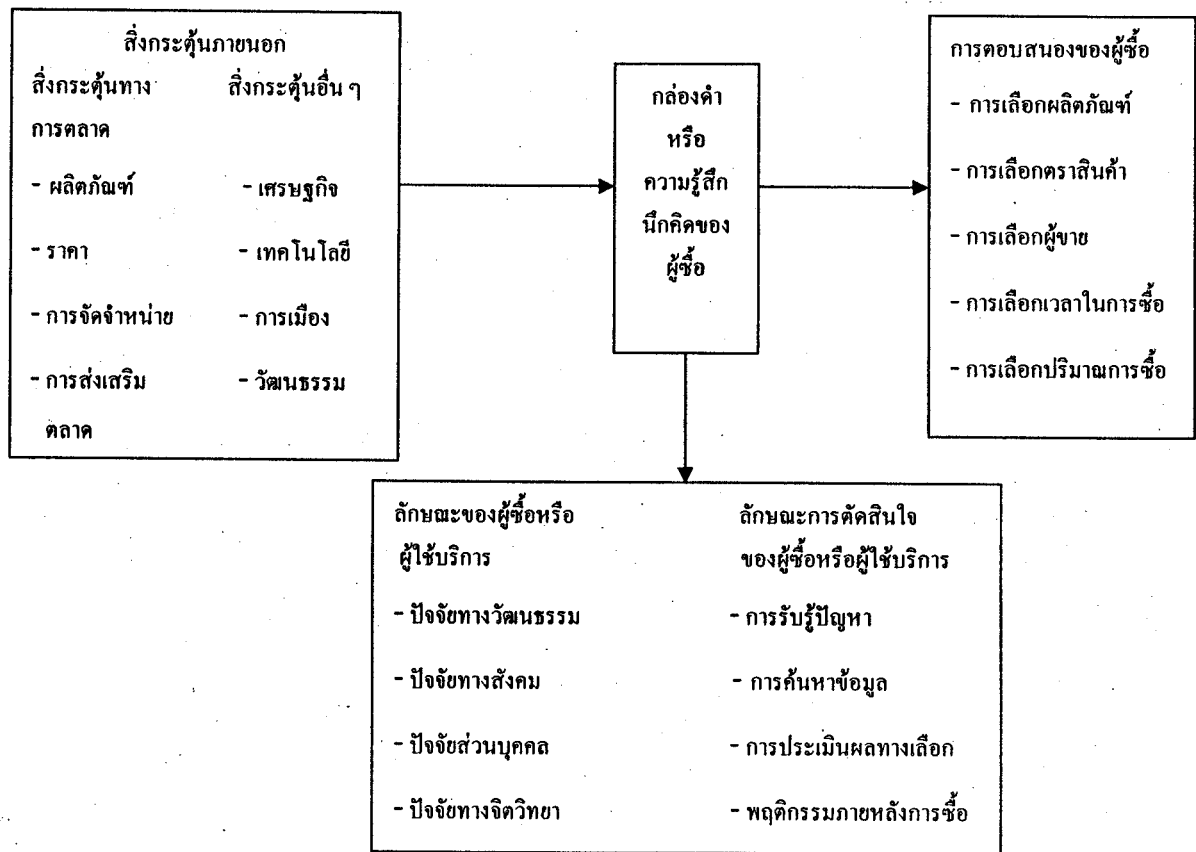 สิ่งกระตุ้นภายนอก
สิ่งกระตุ้นทาง
การตลาด
- ผลิตภัณฑ์
- ราคา
- การจัดจำหน่าย
- การส่งเสริม
ตลาด
สิ่งกระตุ้นอื่น ๆ
- เศรษฐกิจ
- เทคโนโลยี
- การเมือง
- วัฒนธรรม
กล่องดำ
หรือ
ความรู้สึก
นึกคิดของ
ผู้ซื้อ
การตอบสนองของผู้ซื้อ
- การเลือกผลิตภัณฑ์
- การเลือกตราสินค้า
- การเลือกผู้ขาย
- การเลือกเวลาในการซื้อ
- การเลือกปริมาณการซื้อ
ลักษณะของผู้ซื้อหรือ
ผู้ใช้บริการ
- ปัจจัยทางวัฒนธรรม
- ปัจจัยทางสังคม
- ปัจจัยส่วนบุคคล
- ปัจจัยทางจิตวิทยา
ลักษณะการตัดสินใจ
ของผู้ซื้อหรือผู้ใช้บริการ
- การรับรู้ปัญหา
- การค้นหาข้อมูล
- การประเมินผลทางเลือก
- พฤติกรรมภายหลังการซื้อ